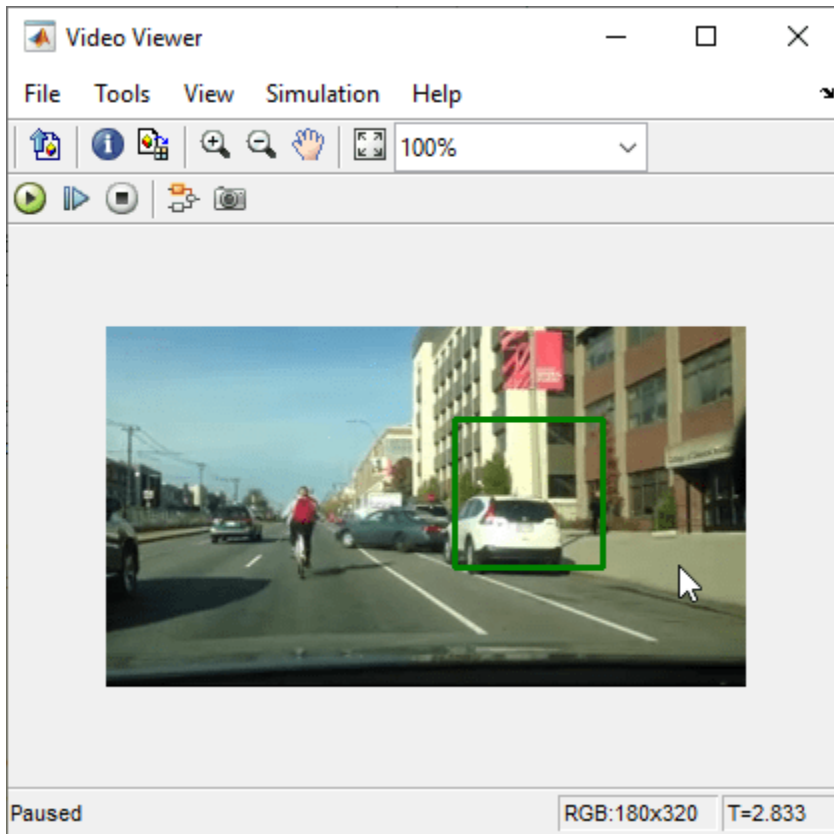 Video Viewer
File Tools View Simulation Help
100%
Paused
RGB:180x320
T=2.833